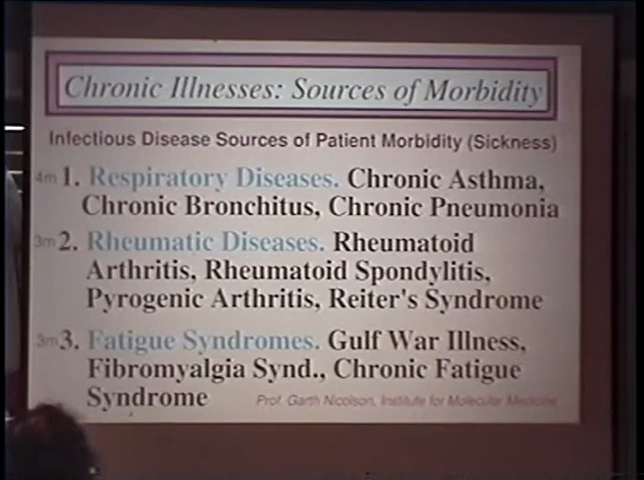 Chronic Illnesses: Sources of Morbidity
Infectious Disease Sources of Patient Morbidity (Sickness)
4m 1. Respiratory Diseases. Chronic Asthma,
Chronic Bronchitus, Chronic Pneumonia
3m 2. Rheumatic Diseases. Rheumatoid
Arthritis, Rheumatoid Spondylitis,
Pyrogenic Arthritis, Reiter's Syndrome
3m 3. Fatigue Syndromes. Gulf War Illness,
Fibromyalgia Synd., Chronic Fatigue
Syndrome Prof. Garth Nicolson, Institute for Molecular Medicine